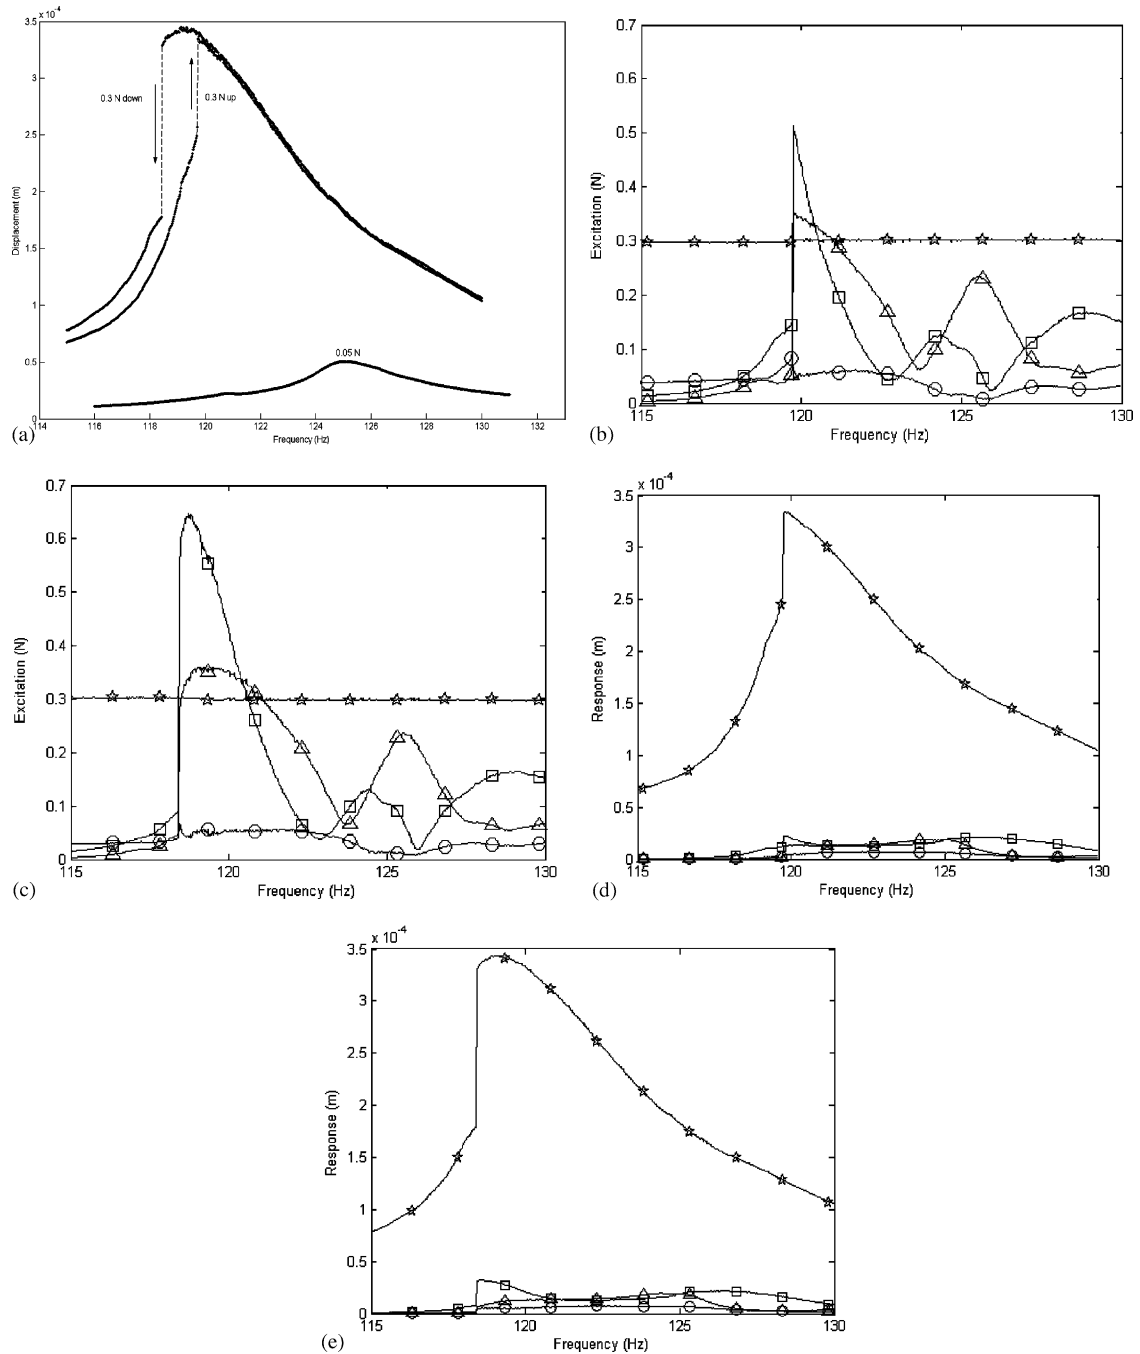 x 10⁻⁴
3.5
3
2.5
2
1.5
1
0.5
0
Displacement (m)
0.3 N down
0.3 N up
0.05 N
114 116 118 120 122 124 126 128 130 132
Frequency (Hz)
(a)
0.7
0.6
0.5
0.4
0.3
0.2
0.1
0
Excitation (N)
115 120 125 130
Frequency (Hz)
(b)
0.7
0.6
0.5
0.4
0.3
0.2
0.1
0
Excitation (N)
115 120 125 130
Frequency (Hz)
(c)
x 10⁻⁴
3.5
3
2.5
2
1.5
1
0.5
0
Response (m)
115 120 125 130
Frequency (Hz)
(d)
x 10⁻⁴
3.5
3
2.5
2
1.5
1
0.5
0
Response (m)
115 120 125 130
Frequency (Hz)
(e)